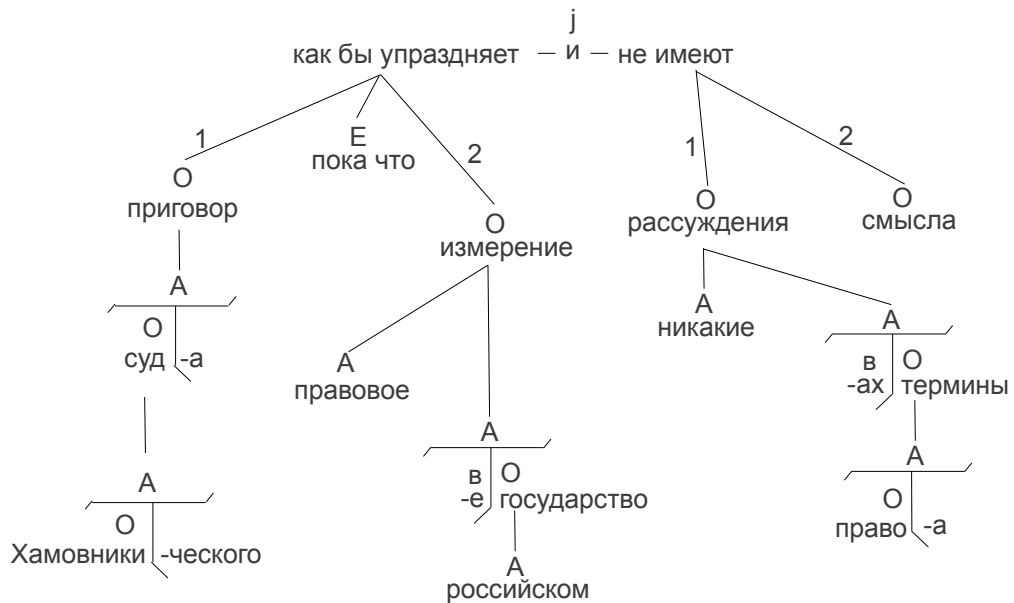 j
как бы упраздняет — и — не имеют
1
Е
пока что
2
1
2
О
приговор
О
измерение
О
рассуждения
О
смысла
А
О
суд -а
А
правовое
А
никакие
А
в О
-ах термины
А
О
Хамовники -ческого
А
в О
-е государство
А
российском
А
О
право -а